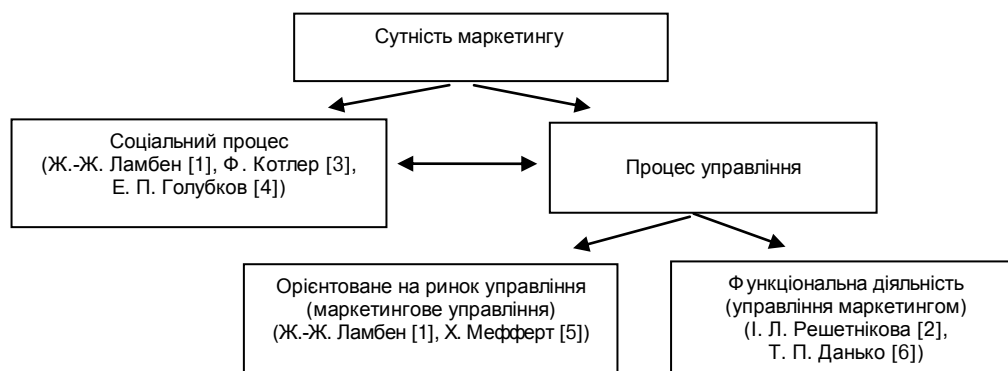 Сутність маркетингу
Соціальний процес
(Ж.-Ж. Ламбен [1], Ф. Котлер [3],
Е. П. Голубков [4])
Процес управління
Орієнтоване на ринок управління
(маркетингове управління)
(Ж.-Ж. Ламбен [1], Х. Мефферт [5])
Функціональна діяльність
(управління маркетингом)
(І. Л. Решетнікова [2],
Т. П. Данько [6])